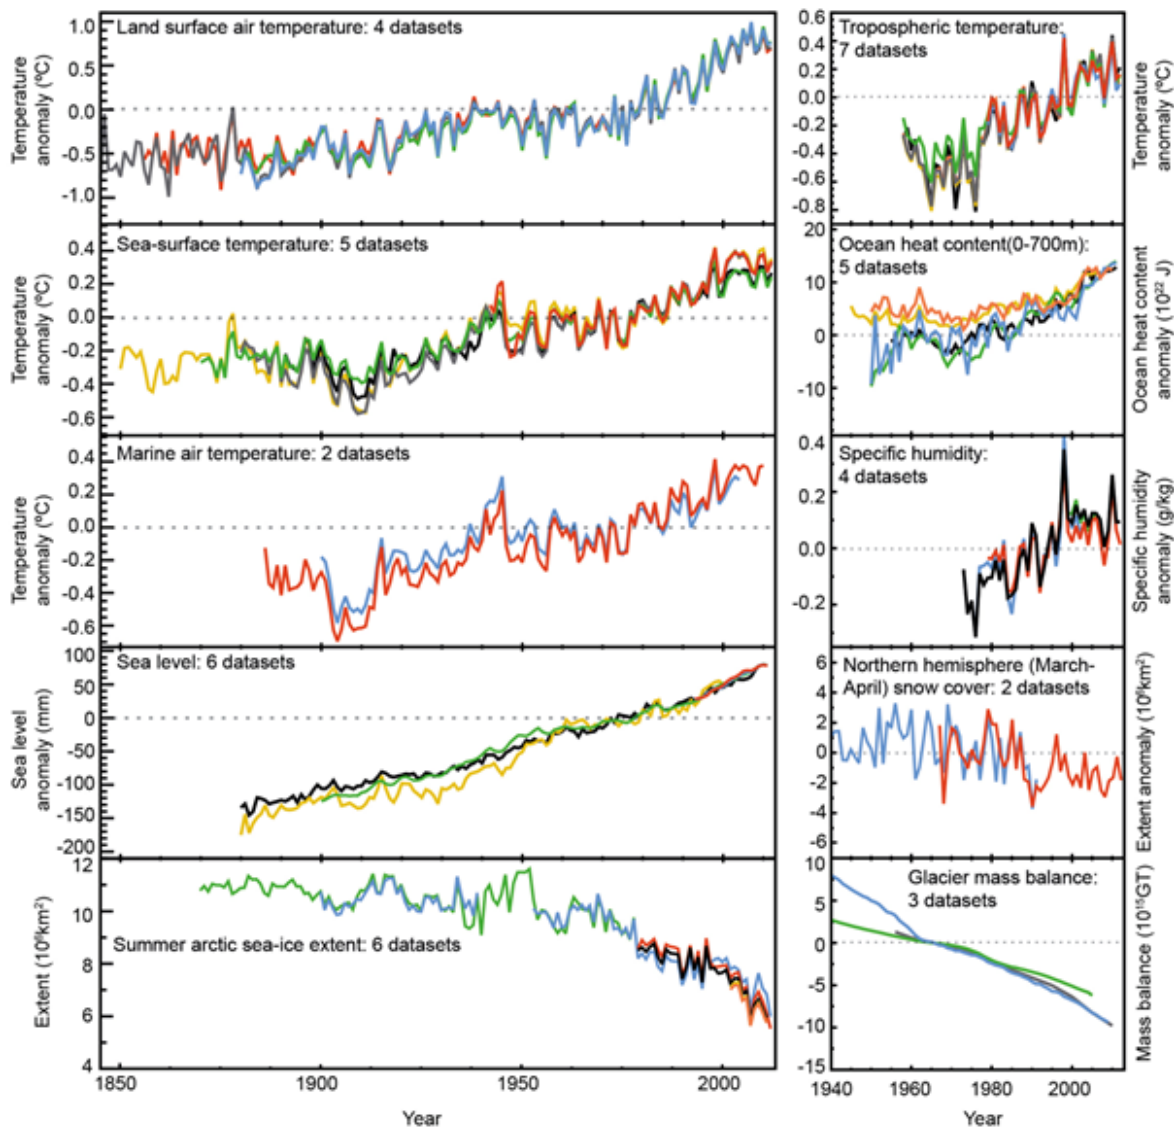 Land surface air temperature: 4 datasets
1.0
0.5
0.0
-0.5
-1.0
Temperature
anomaly (ºC)
Sea-surface temperature: 5 datasets
0.4
0.2
0.0
-0.2
-0.4
-0.6
Temperature
anomaly (ºC)
Marine air temperature: 2 datasets
0.4
0.2
0.0
-0.2
-0.4
-0.6
Temperature
anomaly (ºC)
Sea level: 6 datasets
100
50
0
-50
-100
-150
-200
Sea level
anomaly (mm)
Summer arctic sea-ice extent: 6 datasets
12
10
8
6
4
Extent (10⁶km²)
1850
1900
1950
2000
Year
Tropospheric temperature:
7 datasets
0.6
0.4
0.2
0.0
-0.2
-0.4
-0.6
-0.8
Temperature
anomaly (ºC)
Ocean heat content(0-700m):
5 datasets
20
10
0
-10
Ocean heat content
anomaly (10²² J)
Specific humidity:
4 datasets
0.4
0.2
0.0
-0.2
Specific humidity
anomaly (g/kg)
Northern hemisphere (March-
April) snow cover: 2 datasets
6
4
2
0
-2
-4
-6
Extent anomaly (10⁶km²)
Glacier mass balance:
3 datasets
10
5
0
-5
-10
-15
Mass balance (10¹⁵GT)
1940
1960
1980
2000
Year